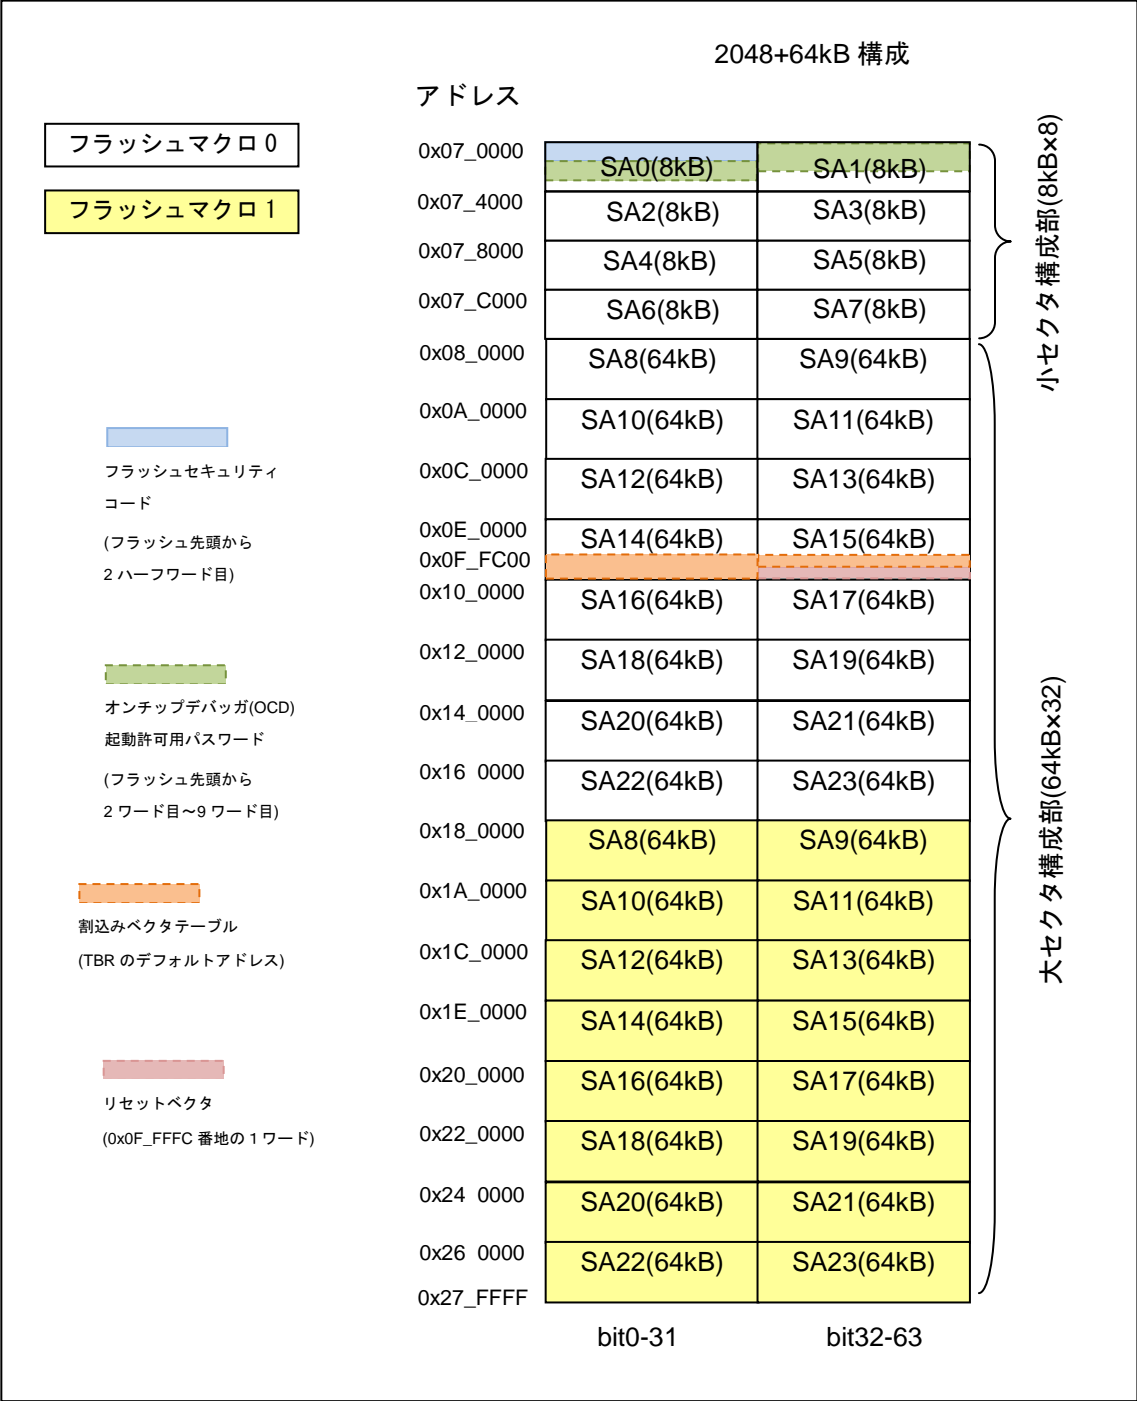 2048+64kB 構成
アドレス
フラッシュマクロ 0
フラッシュマクロ 1
0x07_0000 SA0(8kB) SA1(8kB)
0x07_4000 SA2(8kB) SA3(8kB)
0x07_8000 SA4(8kB) SA5(8kB)
0x07_C000 SA6(8kB) SA7(8kB)
小セクタ構成部(8kB×8)
0x08_0000 SA8(64kB) SA9(64kB)
0x0A_0000 SA10(64kB) SA11(64kB)
0x0C_0000 SA12(64kB) SA13(64kB)
0x0E_0000 SA14(64kB) SA15(64kB)
0x0F_FC00
0x10_0000 SA16(64kB) SA17(64kB)
0x12_0000 SA18(64kB) SA19(64kB)
0x14_0000 SA20(64kB) SA21(64kB)
0x16 0000 SA22(64kB) SA23(64kB)
0x18_0000 SA8(64kB) SA9(64kB)
0x1A_0000 SA10(64kB) SA11(64kB)
0x1C_0000 SA12(64kB) SA13(64kB)
0x1E_0000 SA14(64kB) SA15(64kB)
0x20_0000 SA16(64kB) SA17(64kB)
0x22_0000 SA18(64kB) SA19(64kB)
0x24 0000 SA20(64kB) SA21(64kB)
0x26 0000 SA22(64kB) SA23(64kB)
0x27_FFFF
大セクタ構成部(64kB×32)
bit0-31 bit32-63
フラッシュセキュリティ
コード
(フラッシュ先頭から
2 ハーフワード目)
オンチップデバッガ(OCD)
起動許可用パスワード
(フラッシュ先頭から
2 ワード目～9 ワード目)
割込みベクタテーブル
(TBR のデフォルトアドレス)
リセットベクタ
(0x0F_FFFC 番地の 1 ワード)